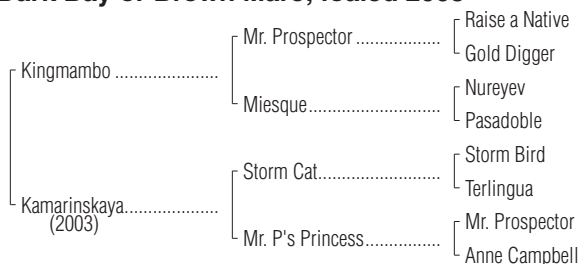 Dark Bay or Brown Mare; foaled 2009
Raise a Native
Mr. Prospector ..................
Gold Digger
Kingmambo ......................
Nureyev
Miesque............................
Pasadoble
Storm Bird
Storm Cat..........................
Terlingua
Kamarinskaya....................
(2003)
Mr. Prospector
Mr. P's Princess................
Anne Campbell